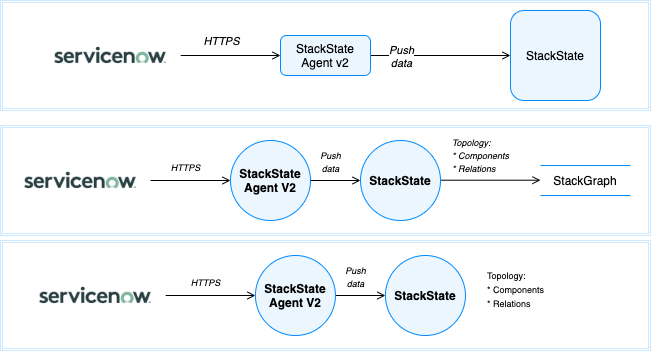 servicenow.
HTTPS
StackState
Agent v2
Push
data
StackState
servicenow.
HTTPS
StackState
Agent V2
Push
data
StackState
Topology:
* Components
* Relations
StackGraph
servicenow.
HTTPS
StackState
Agent V2
Push
data
StackState
Topology:
* Components
* Relations